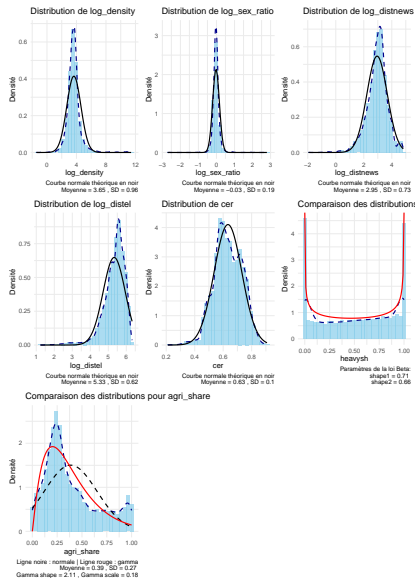 Distribution de log_density
Densité
0.6
0.4
0.2
0.0
0
4
8
12
log_density
Courbe normale théorique en noir
Moyenne = 3.65 , SD = 0.96
Distribution de log_sex_ratio
Densité
3
2
1
0
-3
-2
-1
0
1
2
3
log_sex_ratio
Courbe normale théorique en noir
Moyenne = -0.03 , SD = 0.19
Distribution de log_distnews
Densité
0.6
0.4
0.2
0.0
-2
0
2
4
log_distnews
Courbe normale théorique en noir
Moyenne = 2.95 , SD = 0.73
Distribution de log_distel
Densité
0.75
0.50
0.25
0.00
1
2
3
4
5
6
log_distel
Courbe normale théorique en noir
Moyenne = 5.33 , SD = 0.62
Distribution de cer
Densité
4
3
2
1
0
0.2
0.4
0.6
0.8
cer
Courbe normale théorique en noir
Moyenne = 0.63 , SD = 0.1
Comparaison des distributions
Densité
4
3
2
1
0
0.00
0.25
0.50
0.75
1.00
heavysh
Paramètres de la loi Beta:
shape1 = 0.71
shape2 = 0.66
Comparaison des distributions pour agri_share
Densité
2
1
0
0.00
0.25
0.50
0.75
1.00
agri_share
Ligne noire : normale | Ligne rouge : gamma
Moyenne = 0.39 , SD = 0.27
Gamma shape = 2.11 , Gamma scale = 0.18